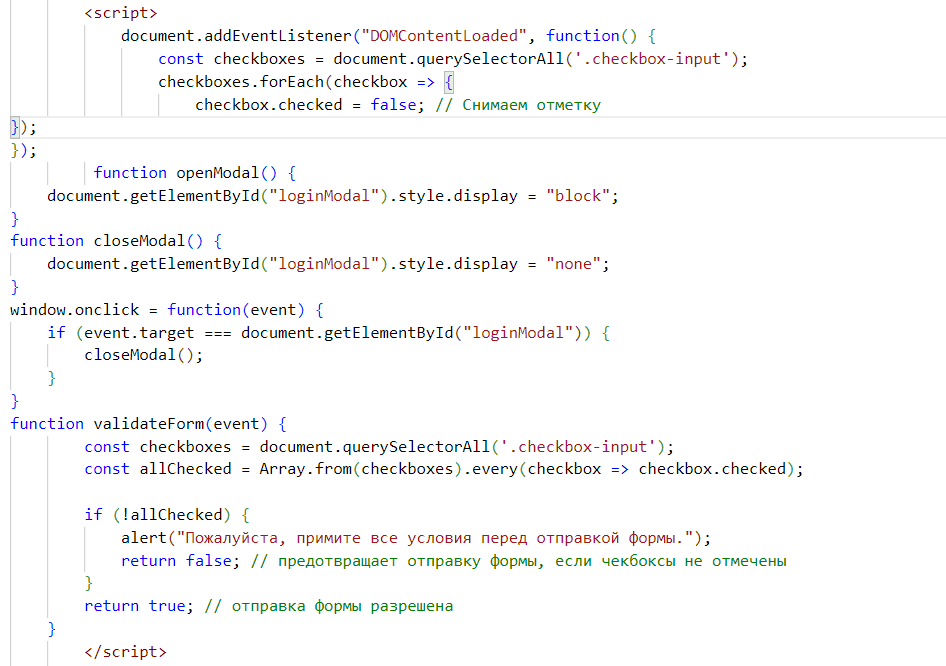 <script>
document.addEventListener("DOMContentLoaded", function() {
const checkboxes = document.querySelectorAll('.checkbox-input');
checkboxes.forEach(checkbox => {
checkbox.checked = false; // Снимаем отметку
});
});
function openModal() {
document.getElementById("loginModal").style.display = "block";
}
function closeModal() {
document.getElementById("loginModal").style.display = "none";
}
window.onclick = function(event) {
if (event.target === document.getElementById("loginModal")) {
closeModal();
}
}
function validateForm(event) {
const checkboxes = document.querySelectorAll('.checkbox-input');
const allChecked = Array.from(checkboxes).every(checkbox => checkbox.checked);
if (!allChecked) {
alert("Пожалуйста, примите все условия перед отправкой формы.");
return false; // предотвращает отправку формы, если чекбоксы не отмечены
}
return true; // отправка формы разрешена
}
</script>